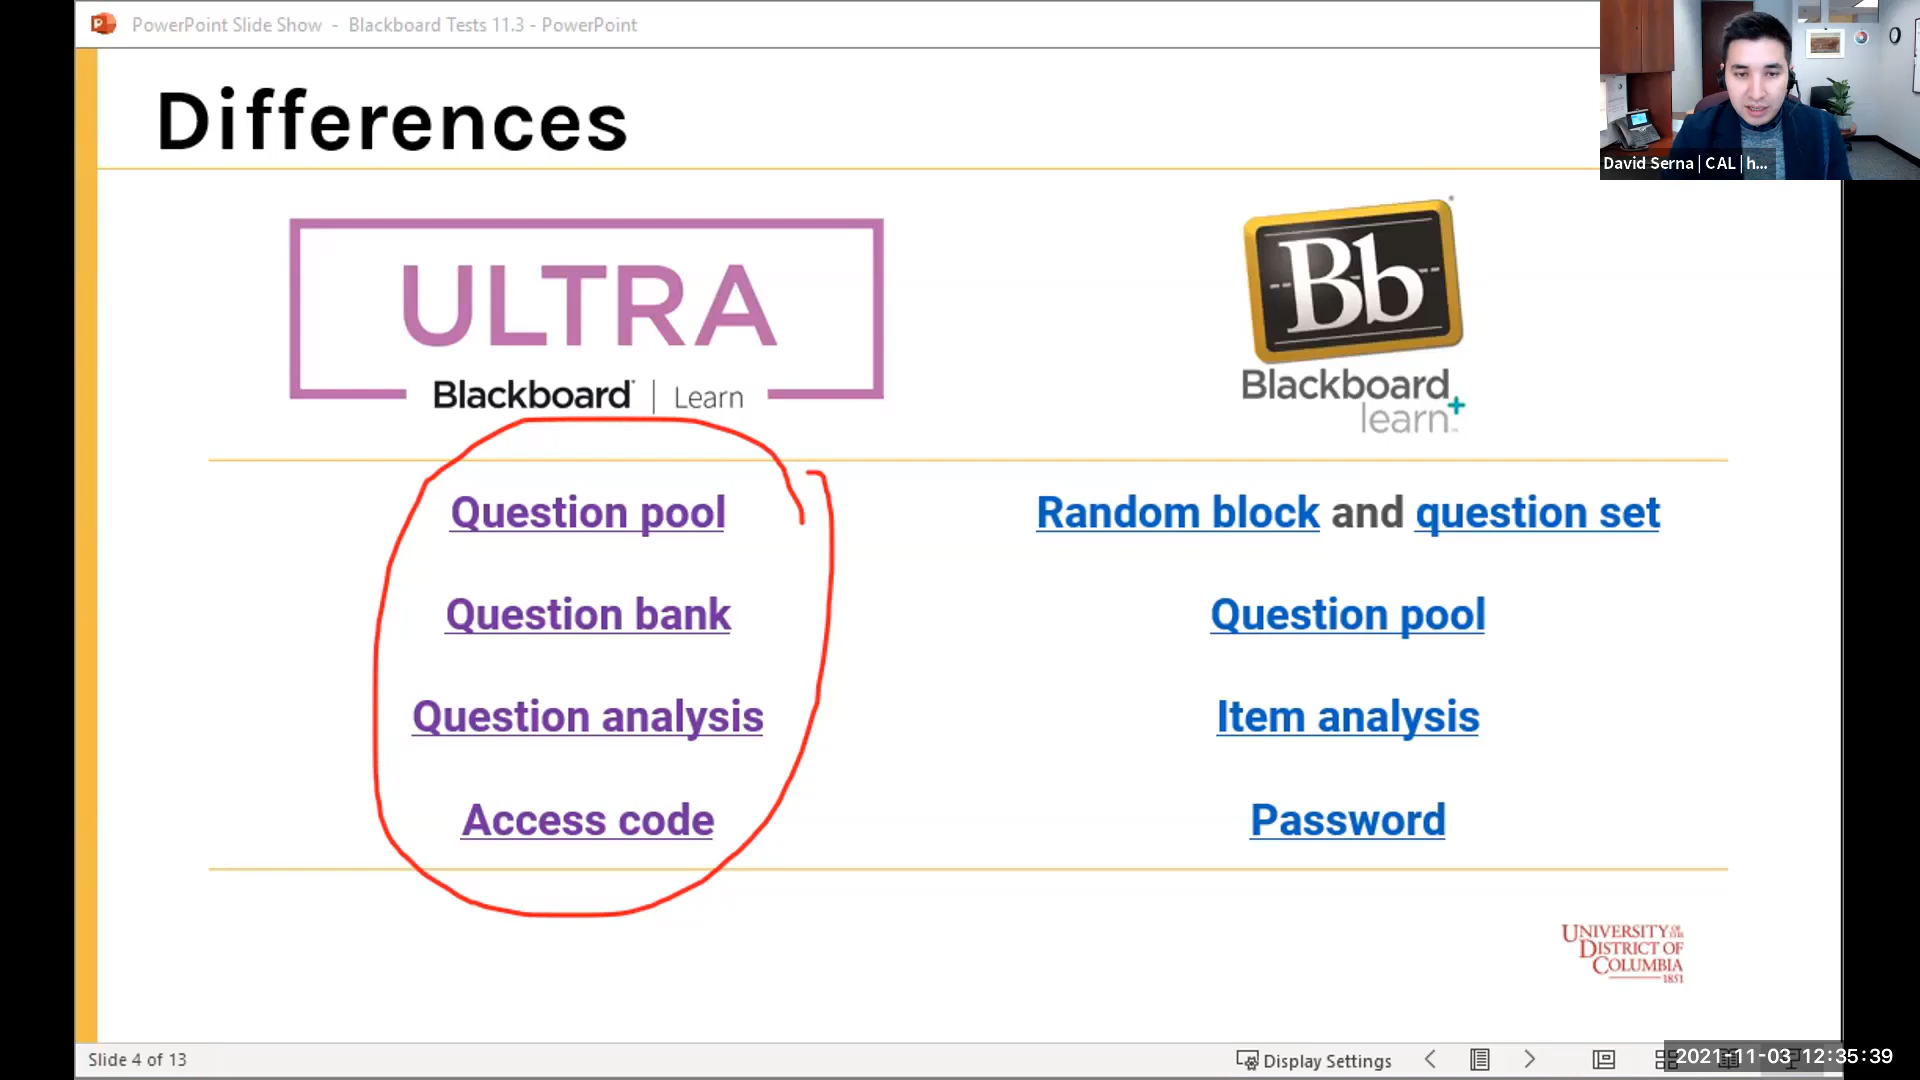 PowerPoint Slide Show - Blackboard Tests 11.3 - PowerPoint
David Serna | CAL | h...
Differences
ULTRA
Blackboard | Learn
Bb
Blackboard
learn+
Question pool
Random block and question set
Question bank
Question pool
Question analysis
Item analysis
Access code
Password
UNIVERSITY OF THE
DISTRICT OF
COLUMBIA
1851
Slide 4 of 13
Display Settings
2021-11-03 12:35:39